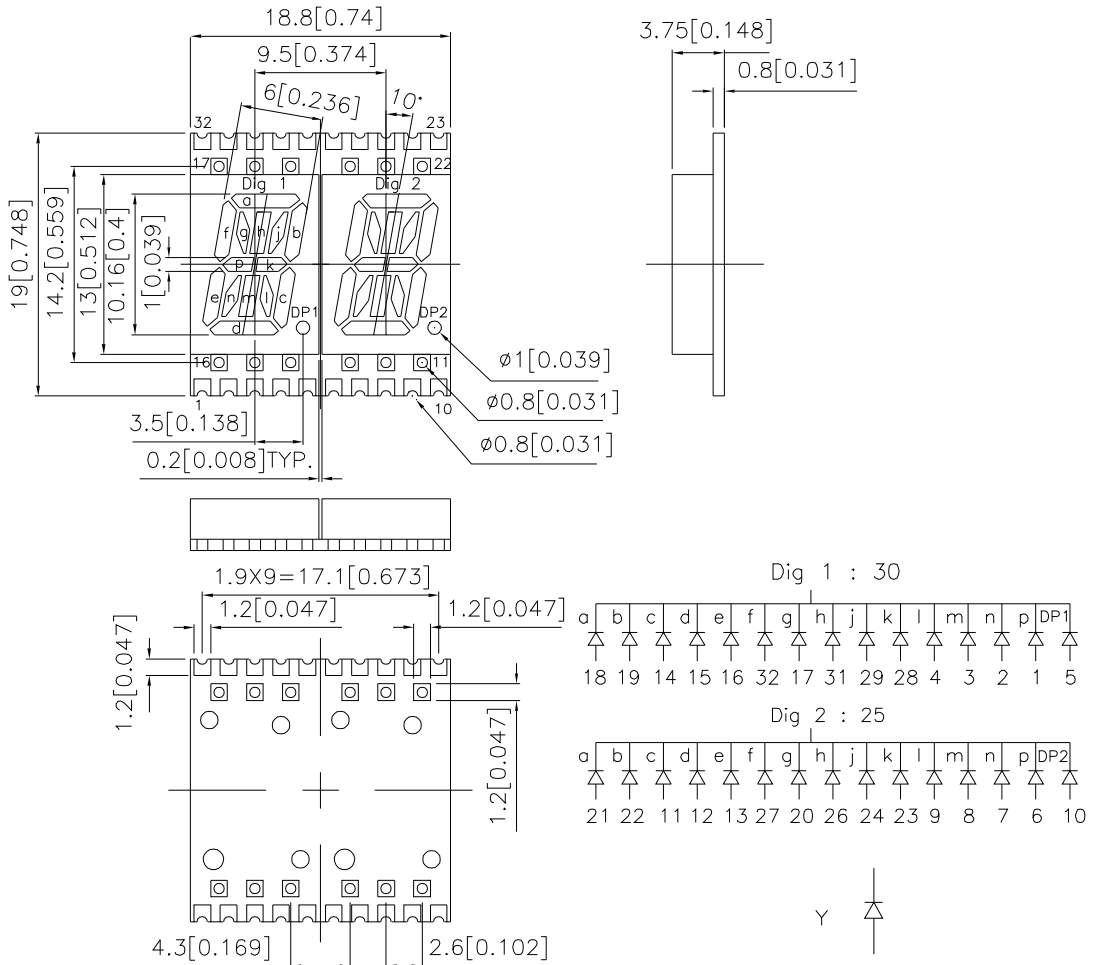 18.8[0.74]
9.5[0.374]
6[0.236]
10°
32
23
17
22
Dig 1
Dig 2
a
f g h j b
p k
e n m l c
d
DP1
DP2
16
11
1
10
19[0.748]
14.2[0.559]
13[0.512]
10.16[0.4]
1[0.039]
3.5[0.138]
0.2[0.008]TYP.
ø1[0.039]
ø0.8[0.031]
ø0.8[0.031]
3.75[0.148]
0.8[0.031]
1.9X9=17.1[0.673]
1.2[0.047]
1.2[0.047]
1.2[0.047]
1.2[0.047]
4.3[0.169]
2.6[0.102]
Dig 1 : 30
a b c d e f g h j k l m n p DP1
18 19 14 15 16 32 17 31 29 28 4 3 2 1 5
Dig 2 : 25
a b c d e f g h j k l m n p DP2
21 22 11 12 13 27 20 26 24 23 9 8 7 6 10
Y